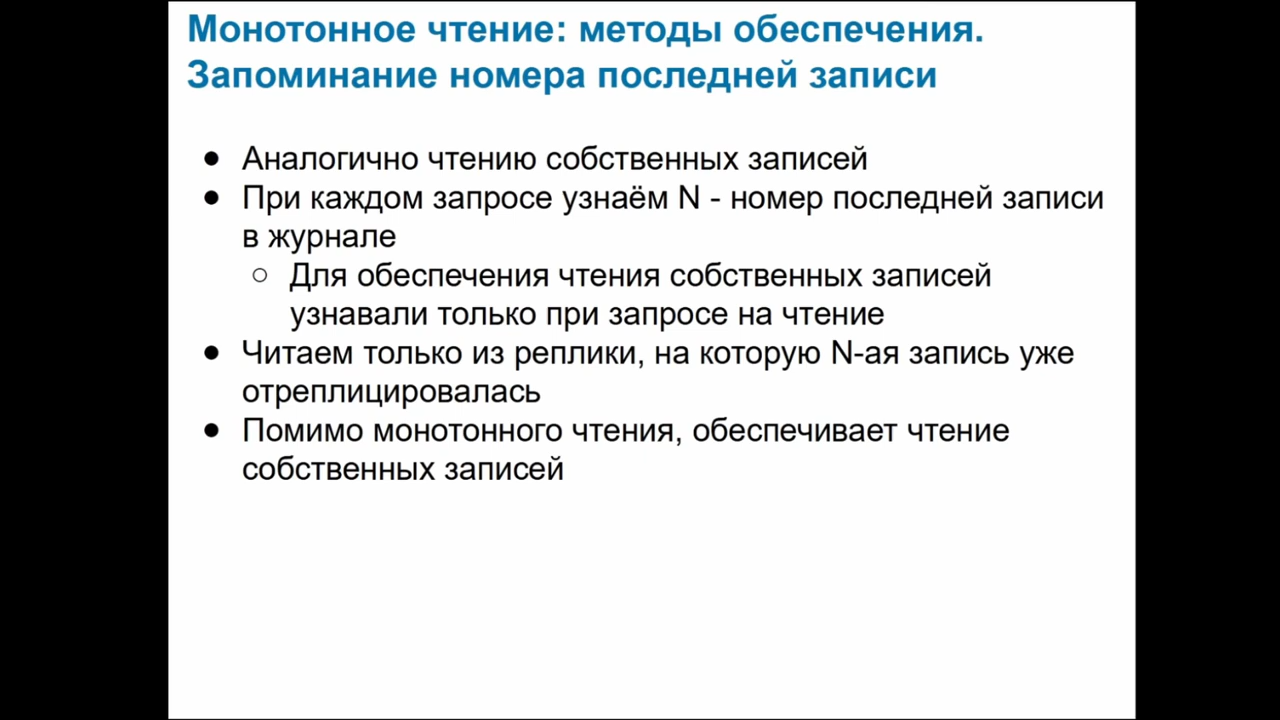 Монотонное чтение: методы обеспечения.
Запоминание номера последней записи
● Аналогично чтению собственных записей
● При каждом запросе узнаём N - номер последней записи
в журнале
○ Для обеспечения чтения собственных записей
узнавали только при запросе на чтение
● Читаем только из реплики, на которую N-ая запись уже
отреплицировалась
● Помимо монотонного чтения, обеспечивает чтение
собственных записей